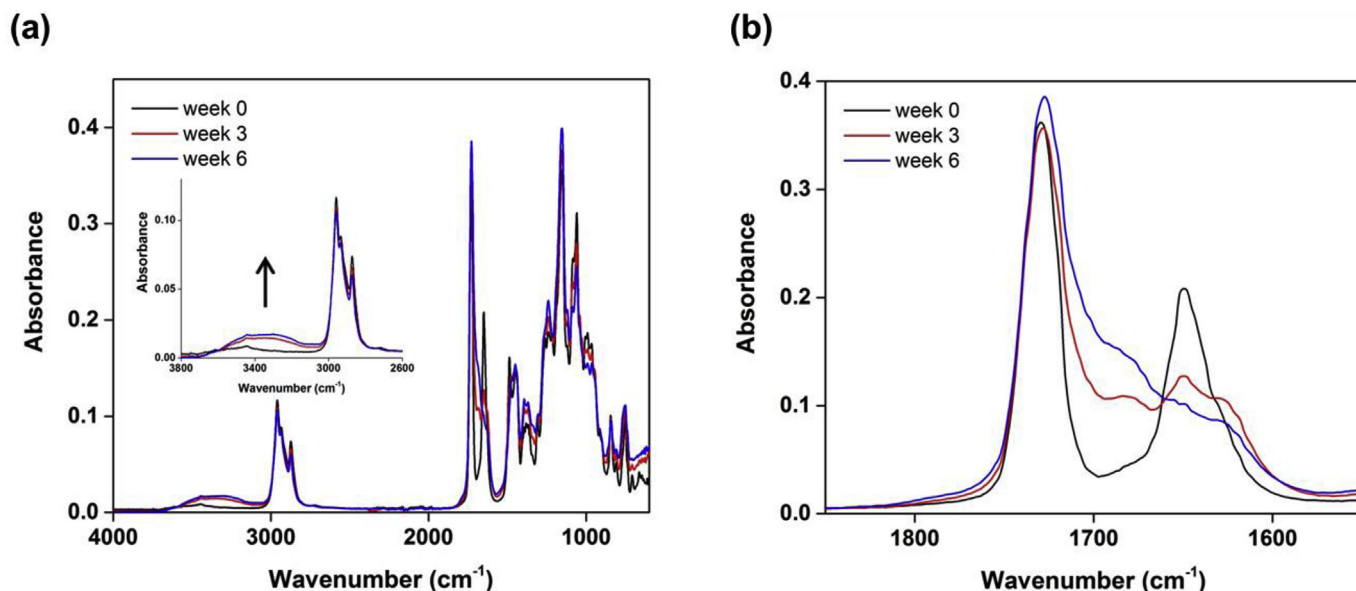 (a)
week 0
week 3
week 6
Absorbance
0.4
0.3
0.2
0.1
0.0
4000
3000
2000
1000
Wavenumber (cm⁻¹)
Absorbance
0.10
0.05
0.00
3800
3400
3000
2600
Wavenumber (cm⁻¹)
(b)
week 0
week 3
week 6
Absorbance
0.4
0.3
0.2
0.1
0.0
1800
1700
1600
Wavenumber (cm⁻¹)